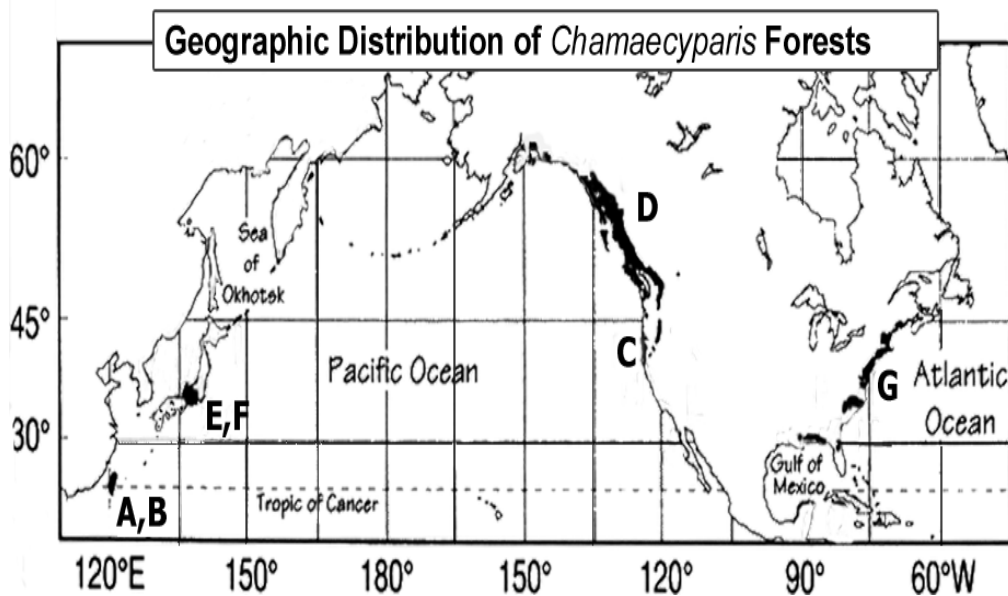 Geographic Distribution of Chamaecyparis Forests
60°
D
Sea
of
Okhotsk
45°
C
Pacific Ocean
Atlantic
G
Ocean
E,F
30°
Gulf of
Mexico
Tropic of Cancer
A,B
120°E
150°
180°
150°
120°
90°
60°W